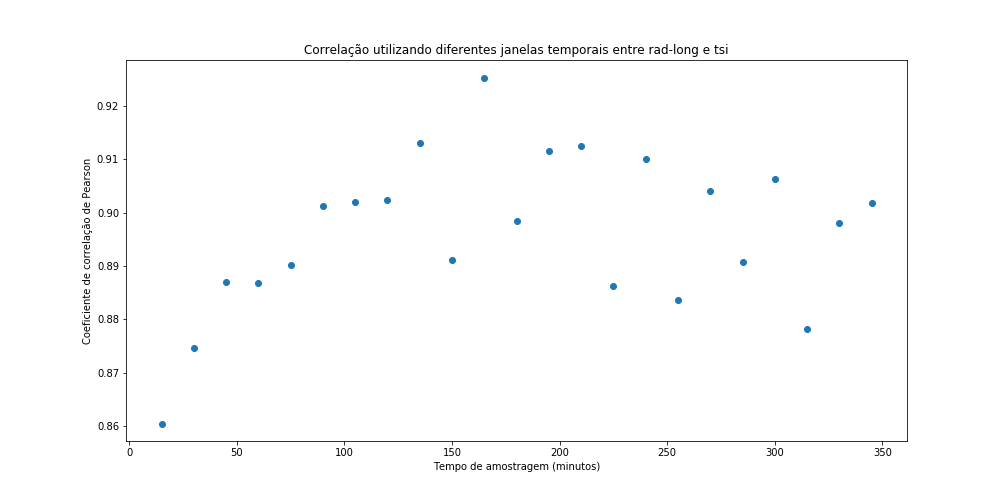 Correlação utilizando diferentes janelas temporais entre rad-long e tsi
Coeficiente de correlação de Pearson
0.92
0.91
0.90
0.89
0.88
0.87
0.86
0 50 100 150 200 250 300 350
Tempo de amostragem (minutos)